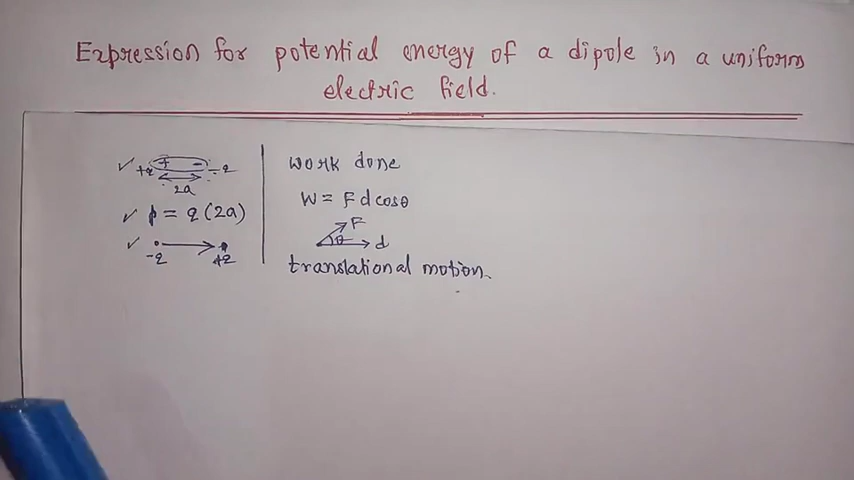 Expression for potential energy of a dipole in a uniform
electric field.
✓ +q + - -q
2a
✓ p = q (2a)
✓ -q +q
work done
W = F d cosθ
F
θ d
translational motion.